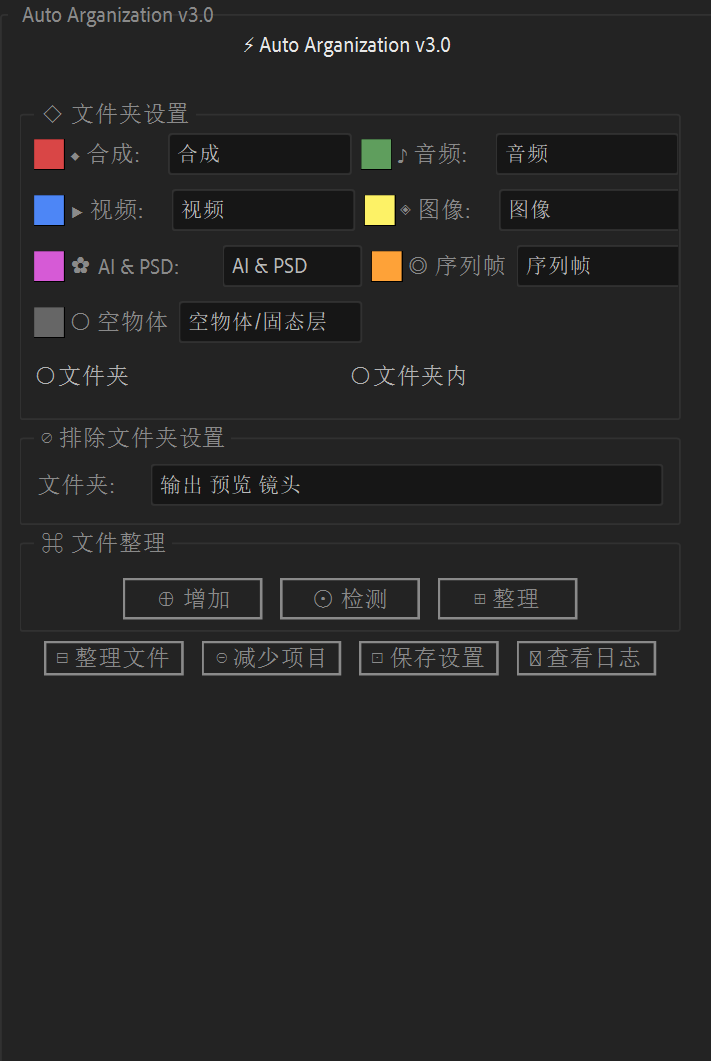 Auto Arganization v3.0
⚡Auto Arganization v3.0
◇ 文件夹设置
⬥ 合成: 合成 ♪ 音频: 音频
▶ 视频: 视频 ◈ 图像: 图像
✿ AI & PSD: AI & PSD ◎ 序列帧 序列帧
○ 空物体 空物体/固态层
○文件夹 ○文件夹内
⊘ 排除文件夹设置
文件夹: 输出 预览 镜头
⌘ 文件整理
⊕ 增加 ⊙ 检测 ⊞ 整理
⊟ 整理文件 ⊖ 减少项目 ⊡ 保存设置 查看日志